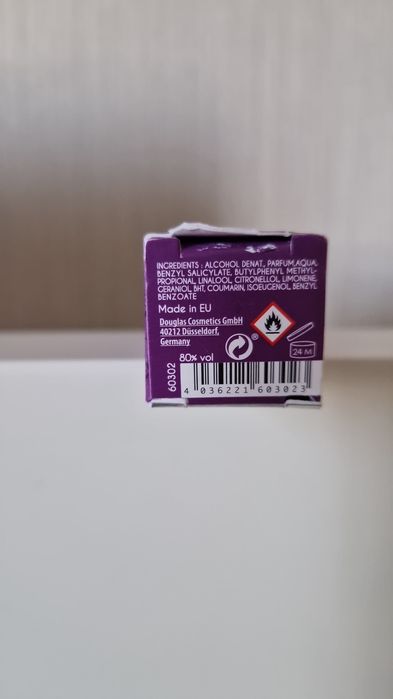 INGREDIENTS : ALCOHOL DENAT., PARFUM,AQUA,
BENZYL SALICYLATE, BUTYLPHENYL METHYL-
PROPIONAL, LINALOOL, CITRONELLOL, LIMONENE,
GERANIOL, BHT, COUMARIN, ISOEUGENOL, BENZYL
BENZOATE
Made in EU
Douglas Cosmetics GmbH
40212 Düsseldorf,
Germany
80% vol
24 M
60302
4 036221 603023